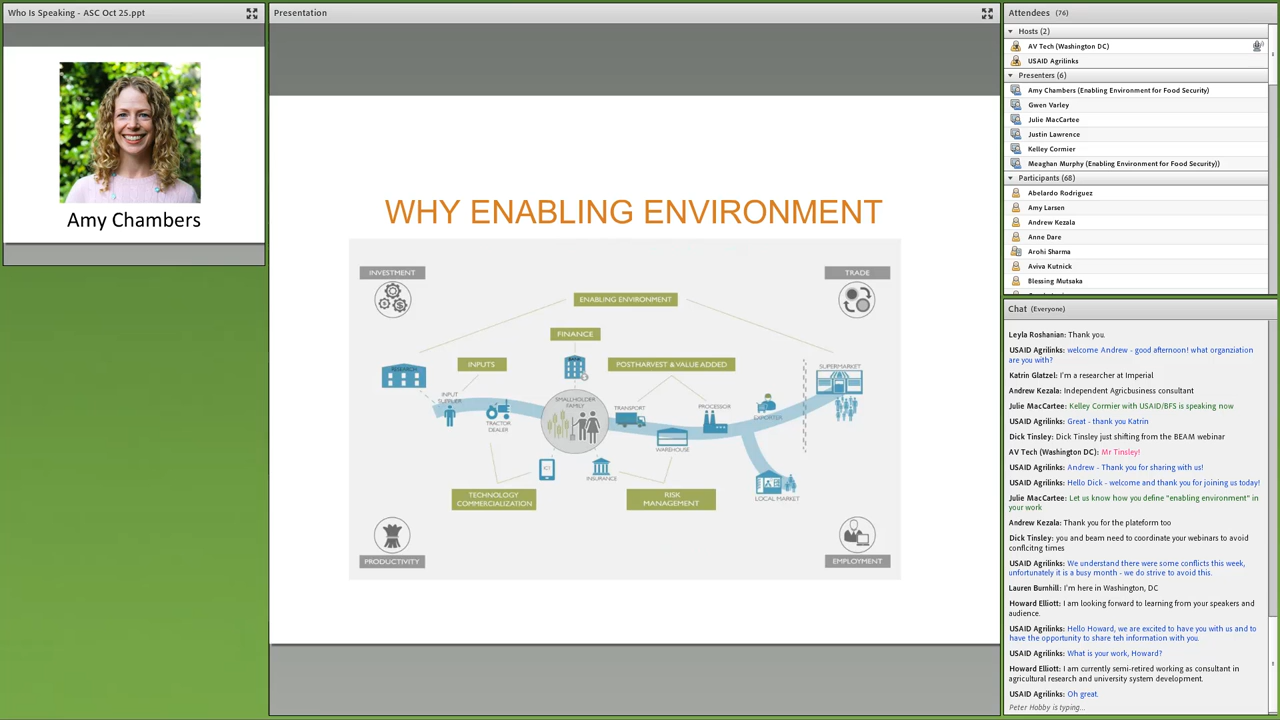 Who Is Speaking - ASC Oct 25.ppt
Amy Chambers
Presentation
WHY ENABLING ENVIRONMENT
INVESTMENT
TRADE
ENABLING ENVIRONMENT
FINANCE
INPUTS
POSTHARVEST & VALUE ADDED
RESEARCH
SUPERMARKET
INPUT
SUPPLIER
TRACTOR
DEALER
SMALLHOLDER
FAMILY
TRANSPORT
PROCESSOR
EXPORTER
WAREHOUSE
INSURANCE
LOCAL MARKET
TECHNOLOGY
COMMERCIALIZATION
RISK
MANAGEMENT
PRODUCTIVITY
EMPLOYMENT
Attendees (76)
Hosts (2)
AV Tech (Washington DC)
USAID Agrilinks
Presenters (6)
Amy Chambers (Enabling Environment for Food Security)
Gwen Varley
Julie MacCartee
Justin Lawrence
Kelley Cormier
Meaghan Murphy (Enabling Environment for Food Security))
Participants (68)
Abelardo Rodriguez
Amy Larsen
Andrew Kezala
Anne Dare
Arohi Sharma
Aviva Kutnick
Blessing Mutsaka
Chat (Everyone)
Leyla Roshanian: Thank you.
USAID Agrilinks: welcome Andrew - good afternoon! what organziation
are you with?
Katrin Glatzel: I'm a researcher at Imperial
Andrew Kezala: Independent Agricbusiness consultant
Julie MacCartee: Kelley Cormier with USAID/BFS is speaking now
USAID Agrilinks: Great - thank you Katrin
Dick Tinsley: Dick Tinsley just shifting from the BEAM webinar
AV Tech (Washington DC): Mr Tinsley!
USAID Agrilinks: Andrew - Thank you for sharing with us!
USAID Agrilinks: Hello Dick - welcome and thank you for joining us today!
Julie MacCartee: Let us know how you define "enabling environment" in
your work
Andrew Kezala: Thank you for the plateform too
Dick Tinsley: you and beam need to coordinate your webinars to avoid
conflcitng times
USAID Agrilinks: We understand there were some conflicts this week,
unfortunately it is a busy month - we do strive to avoid this.
Lauren Burnhill: I'm here in Washington, DC
Howard Elliott: I am looking forward to learning from your speakers and
audience.
USAID Agrilinks: Hello Howard, we are excited to have you with us and to
have the opportunity to share teh information with you.
USAID Agrilinks: What is your work, Howard?
Howard Elliott: I am currently semi-retired working as consultant in
agricultural research and university system development.
USAID Agrilinks: Oh great.
Peter Hobby is typing...